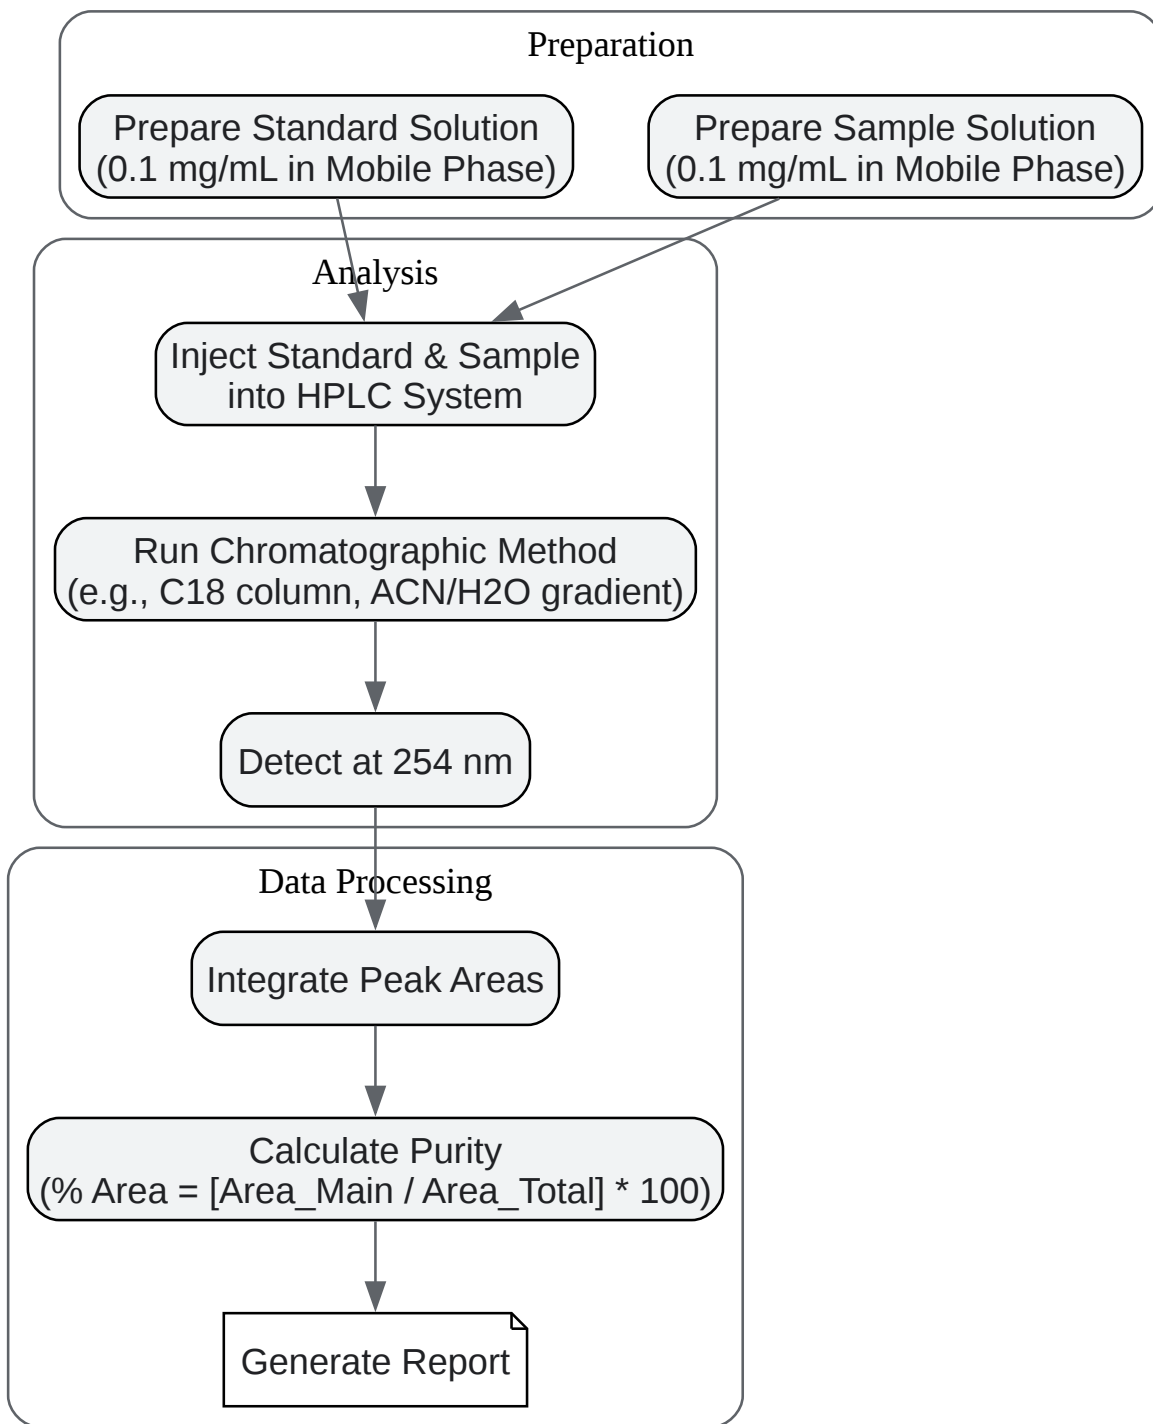 Preparation
Prepare Standard Solution
(0.1 mg/mL in Mobile Phase)
Prepare Sample Solution
(0.1 mg/mL in Mobile Phase)
Analysis
Inject Standard & Sample
into HPLC System
Run Chromatographic Method
(e.g., C18 column, ACN/H2O gradient)
Detect at 254 nm
Data Processing
Integrate Peak Areas
Calculate Purity
(% Area = [Area_Main / Area_Total] * 100)
Generate Report